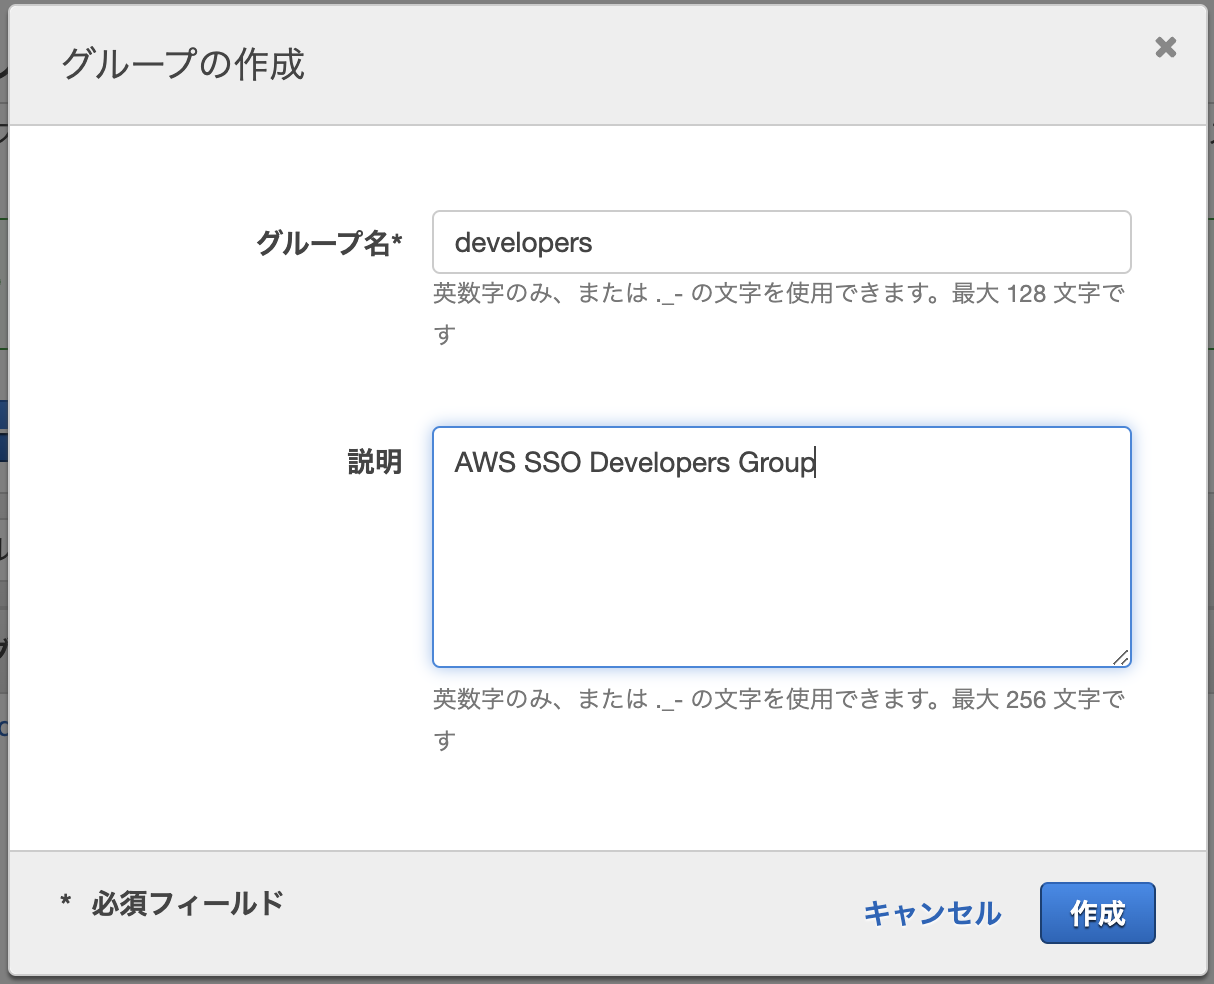 グループの作成
グループ名*
developers
英数字のみ、または ._- の文字を使用できます。最大 128 文字で
す
説明
AWS SSO Developers Group
英数字のみ、または ._- の文字を使用できます。最大 256 文字で
す
* 必須フィールド
キャンセル
作成